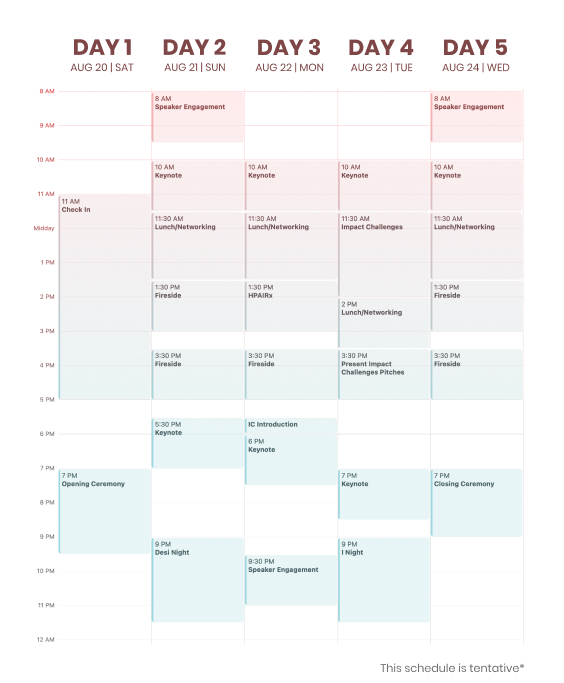 DAY 1
AUG 20 | SAT
DAY 2
AUG 21 | SUN
DAY 3
AUG 22 | MON
DAY 4
AUG 23 | TUE
DAY 5
AUG 24 | WED
8 AM
9 AM
10 AM
11 AM
Midday
1 PM
2 PM
3 PM
4 PM
5 PM
6 PM
7 PM
8 PM
9 PM
10 PM
11 PM
12 AM
11 AM
Check In
7 PM
Opening Ceremony
8 AM
Speaker Engagement
10 AM
Keynote
11:30 AM
Lunch/Networking
1:30 PM
Fireside
3:30 PM
Fireside
5:30 PM
Keynote
9 PM
Desi Night
10 AM
Keynote
11:30 AM
Lunch/Networking
1:30 PM
HPAIRx
3:30 PM
Fireside
IC Introduction
6 PM
Keynote
9:30 PM
Speaker Engagement
10 AM
Keynote
11:30 AM
Impact Challenges
2 PM
Lunch/Networking
3:30 PM
Present Impact
Challenges Pitches
7 PM
Keynote
9 PM
I Night
8 AM
Speaker Engagement
10 AM
Keynote
11:30 AM
Lunch/Networking
1:30 PM
Fireside
3:30 PM
Fireside
7 PM
Closing Ceremony
This schedule is tentative*